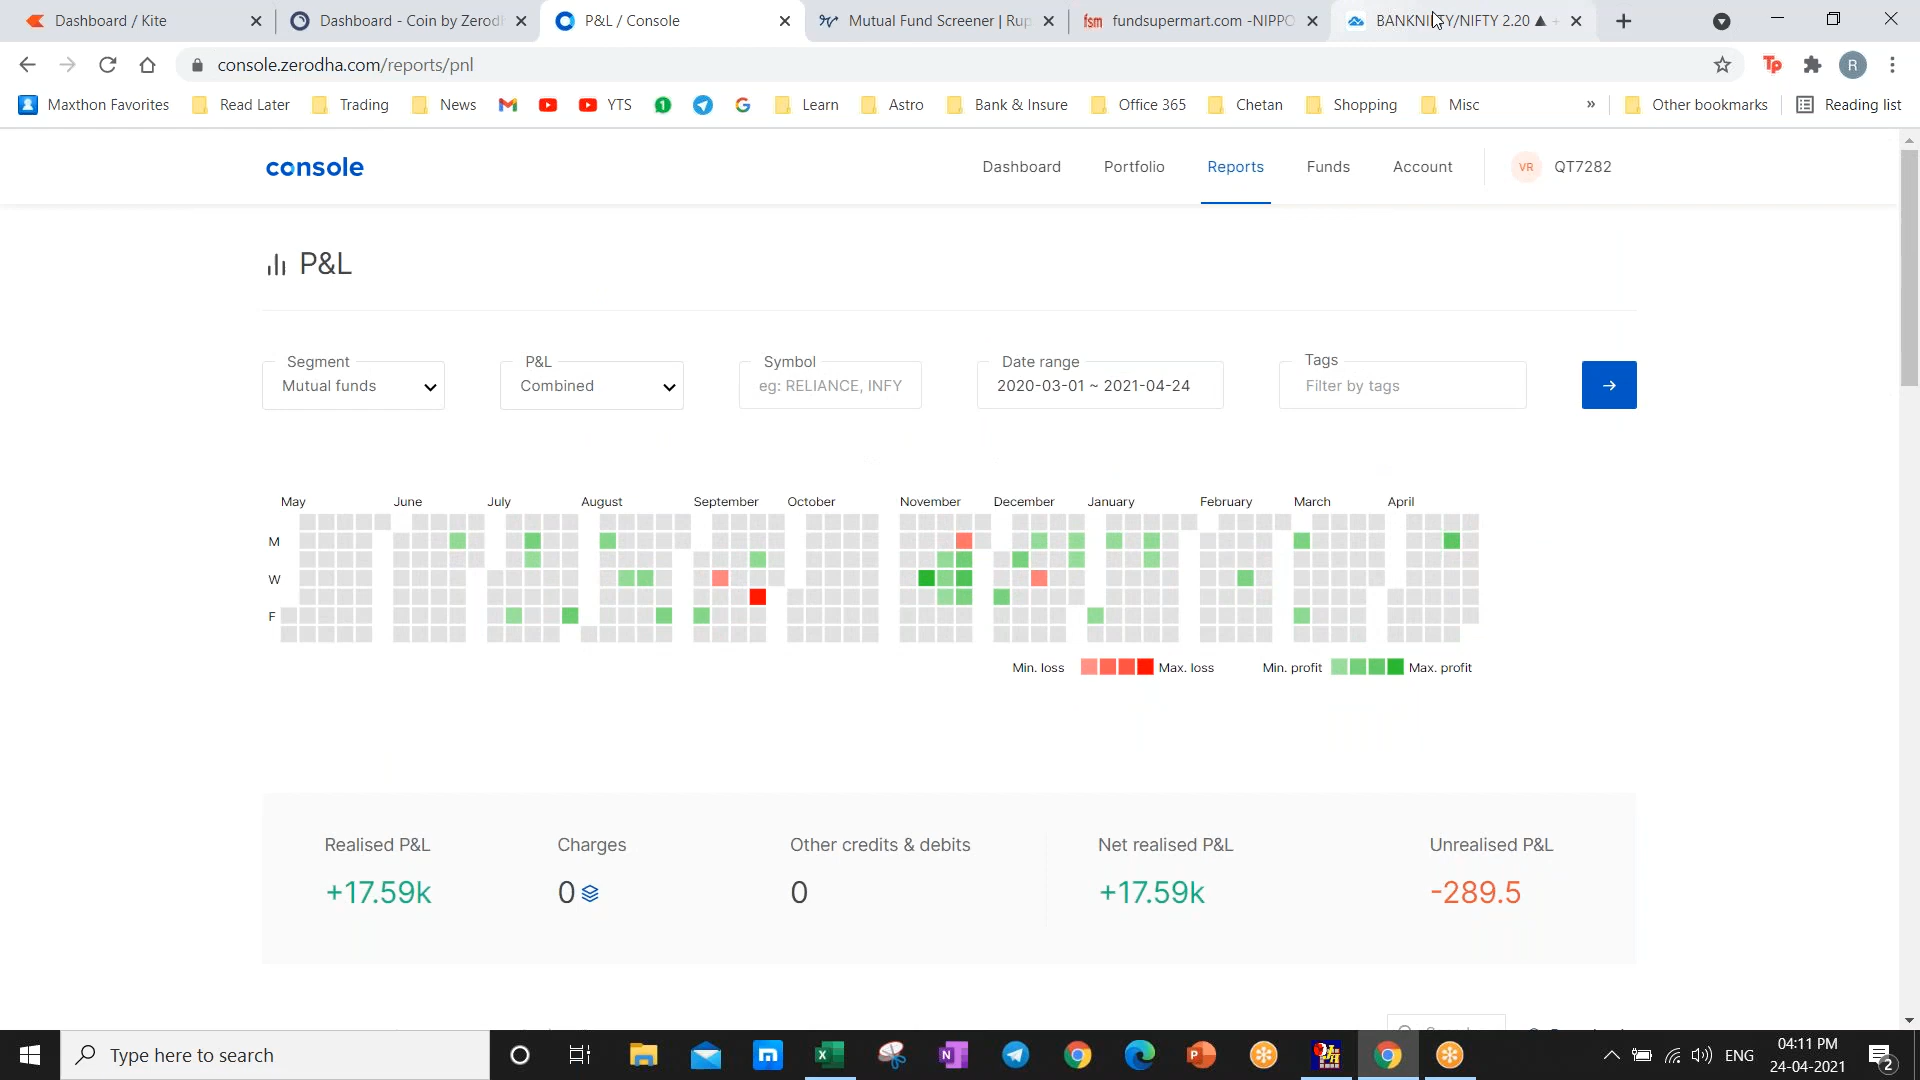 Dashboard / Kite
Dashboard - Coin by Zerod
P&L / Console
Mutual Fund Screener | Rup
fsm fundsupermart.com -NIPPO
BANKNIFTY/NIFTY 2.20 ▲
console.zerodha.com/reports/pnl
Tp
R
Maxthon Favorites
Read Later
Trading
News
YTS
1
Learn
Astro
Bank & Insure
Office 365
Chetan
Shopping
Misc
»
Other bookmarks
Reading list
console
Dashboard
Portfolio
Reports
Funds
Account
VR
QT7282
P&L
Segment
Mutual funds
P&L
Combined
Symbol
eg: RELIANCE, INFY
Date range
2020-03-01 ~ 2021-04-24
Tags
Filter by tags
May
June
July
August
September
October
November
December
January
February
March
April
M
W
F
Min. loss
Max. loss
Min. profit
Max. profit
Realised P&L
+17.59k
Charges
0
Other credits & debits
0
Net realised P&L
+17.59k
Unrealised P&L
-289.5
Type here to search
ENG
04:11 PM
24-04-2021
2